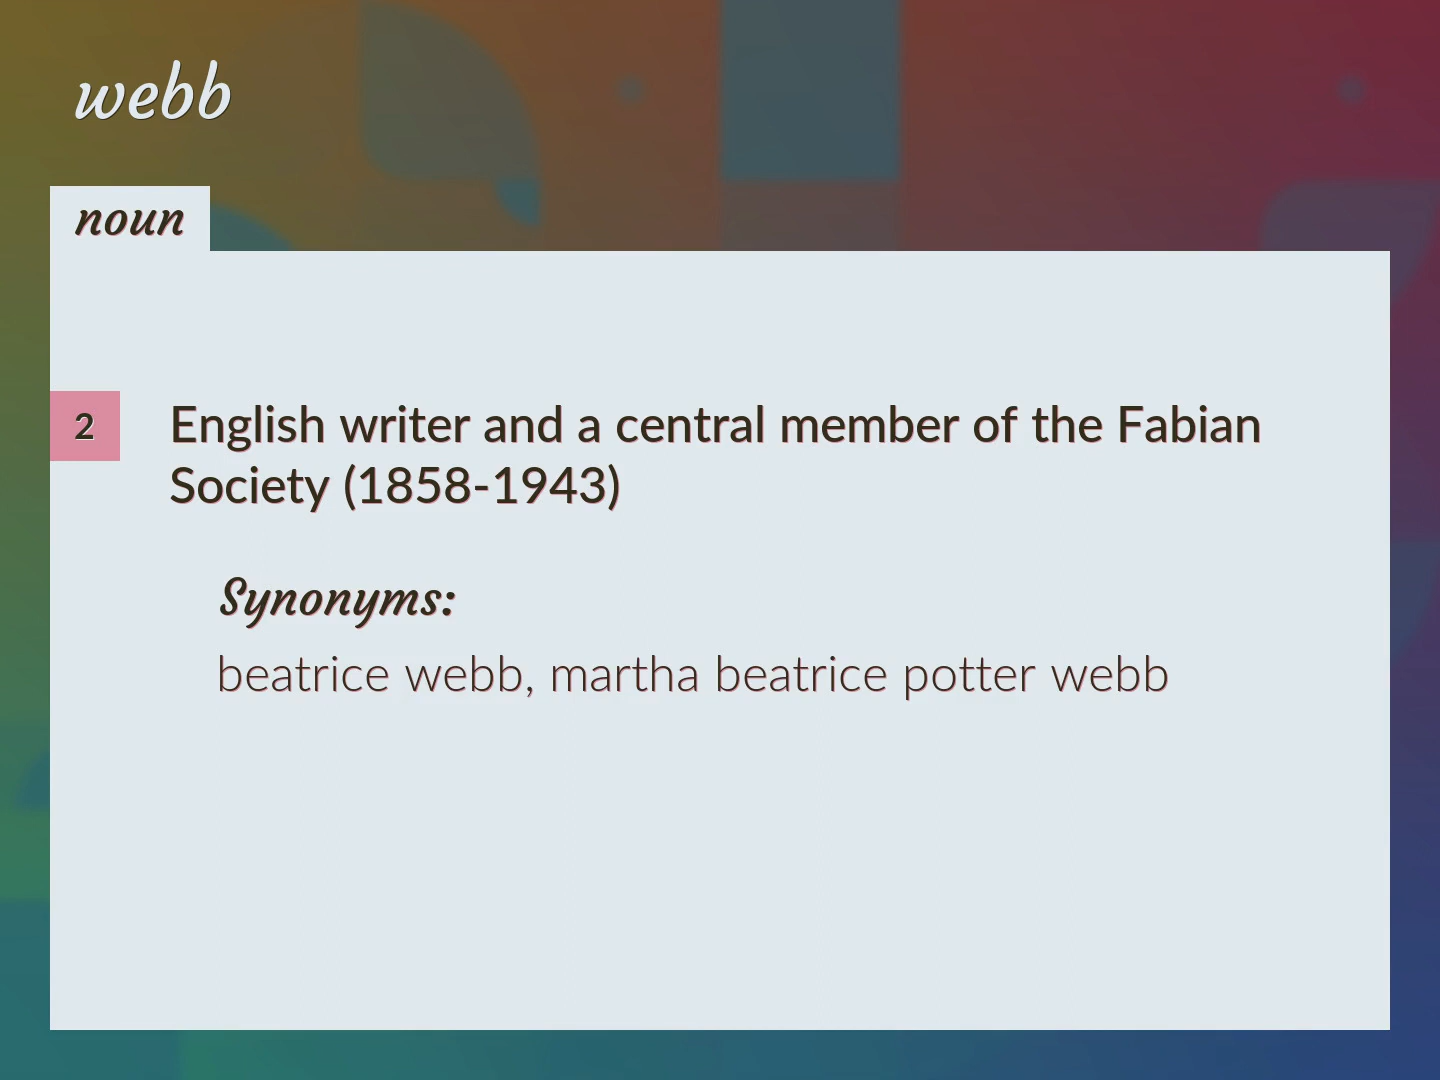 webb
noun
2
English writer and a central member of the Fabian
Society (1858-1943)
Synonyms:
beatrice webb, martha beatrice potter webb